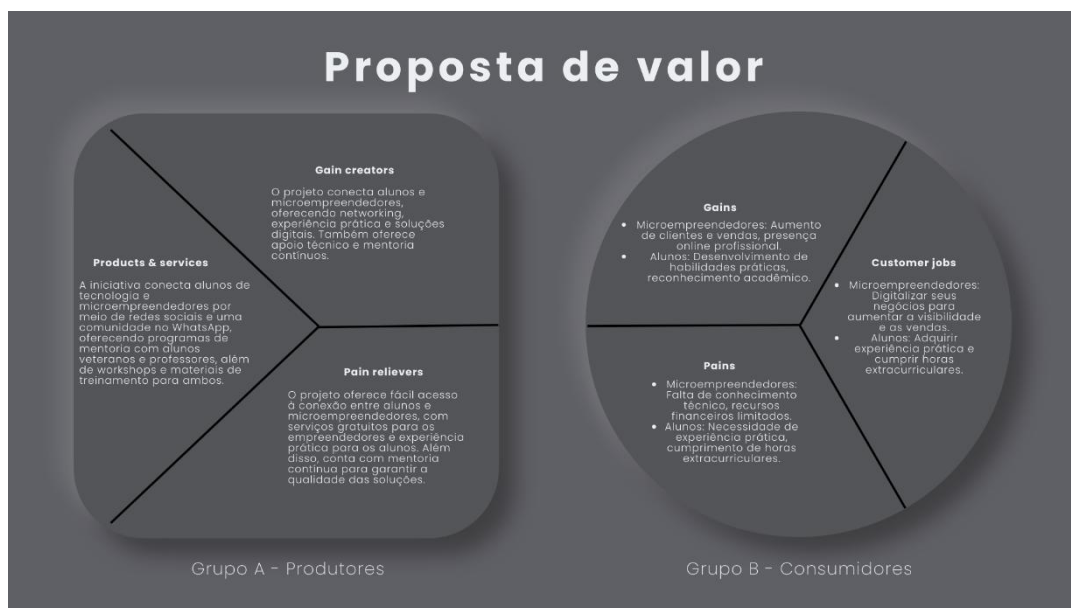 Proposta de valor
Gain creators
O projeto conecta alunos e
microempreendedores,
oferecendo networking,
experiência prática e soluções
digitais. Também oferece
apoio técnico e mentoria
contínuos.
Products & services
A iniciativa conecta alunos de
tecnologia e
microempreendedores por
meio de redes sociais e uma
comunidade no WhatsApp,
oferecendo programas de
mentoria com alunos
veteranos e professores, além
de workshops e materiais de
treinamento para ambos.
Pain relievers
O projeto oferece fácil acesso
à conexão entre alunos e
microempreendedores, com
serviços gratuitos para os
empreendedores e experiência
prática para os alunos. Além
disso, conta com mentoria
contínua para garantir a
qualidade das soluções.
Grupo A - Produtores
Gains
• Microempreendedores: Aumento
de clientes e vendas, presença
online profissional.
• Alunos: Desenvolvimento de
habilidades práticas,
reconhecimento acadêmico.
Customer jobs
• Microempreendedores:
Digitalizar seus
negócios para
aumentar a visibilidade
e as vendas.
• Alunos: Adquirir
experiência prática e
cumprir horas
extracurriculares.
Pains
• Microempreendedores:
Falta de conhecimento
técnico, recursos
financeiros limitados.
• Alunos: Necessidade de
experiência prática,
cumprimento de horas
extracurriculares.
Grupo B - Consumidores